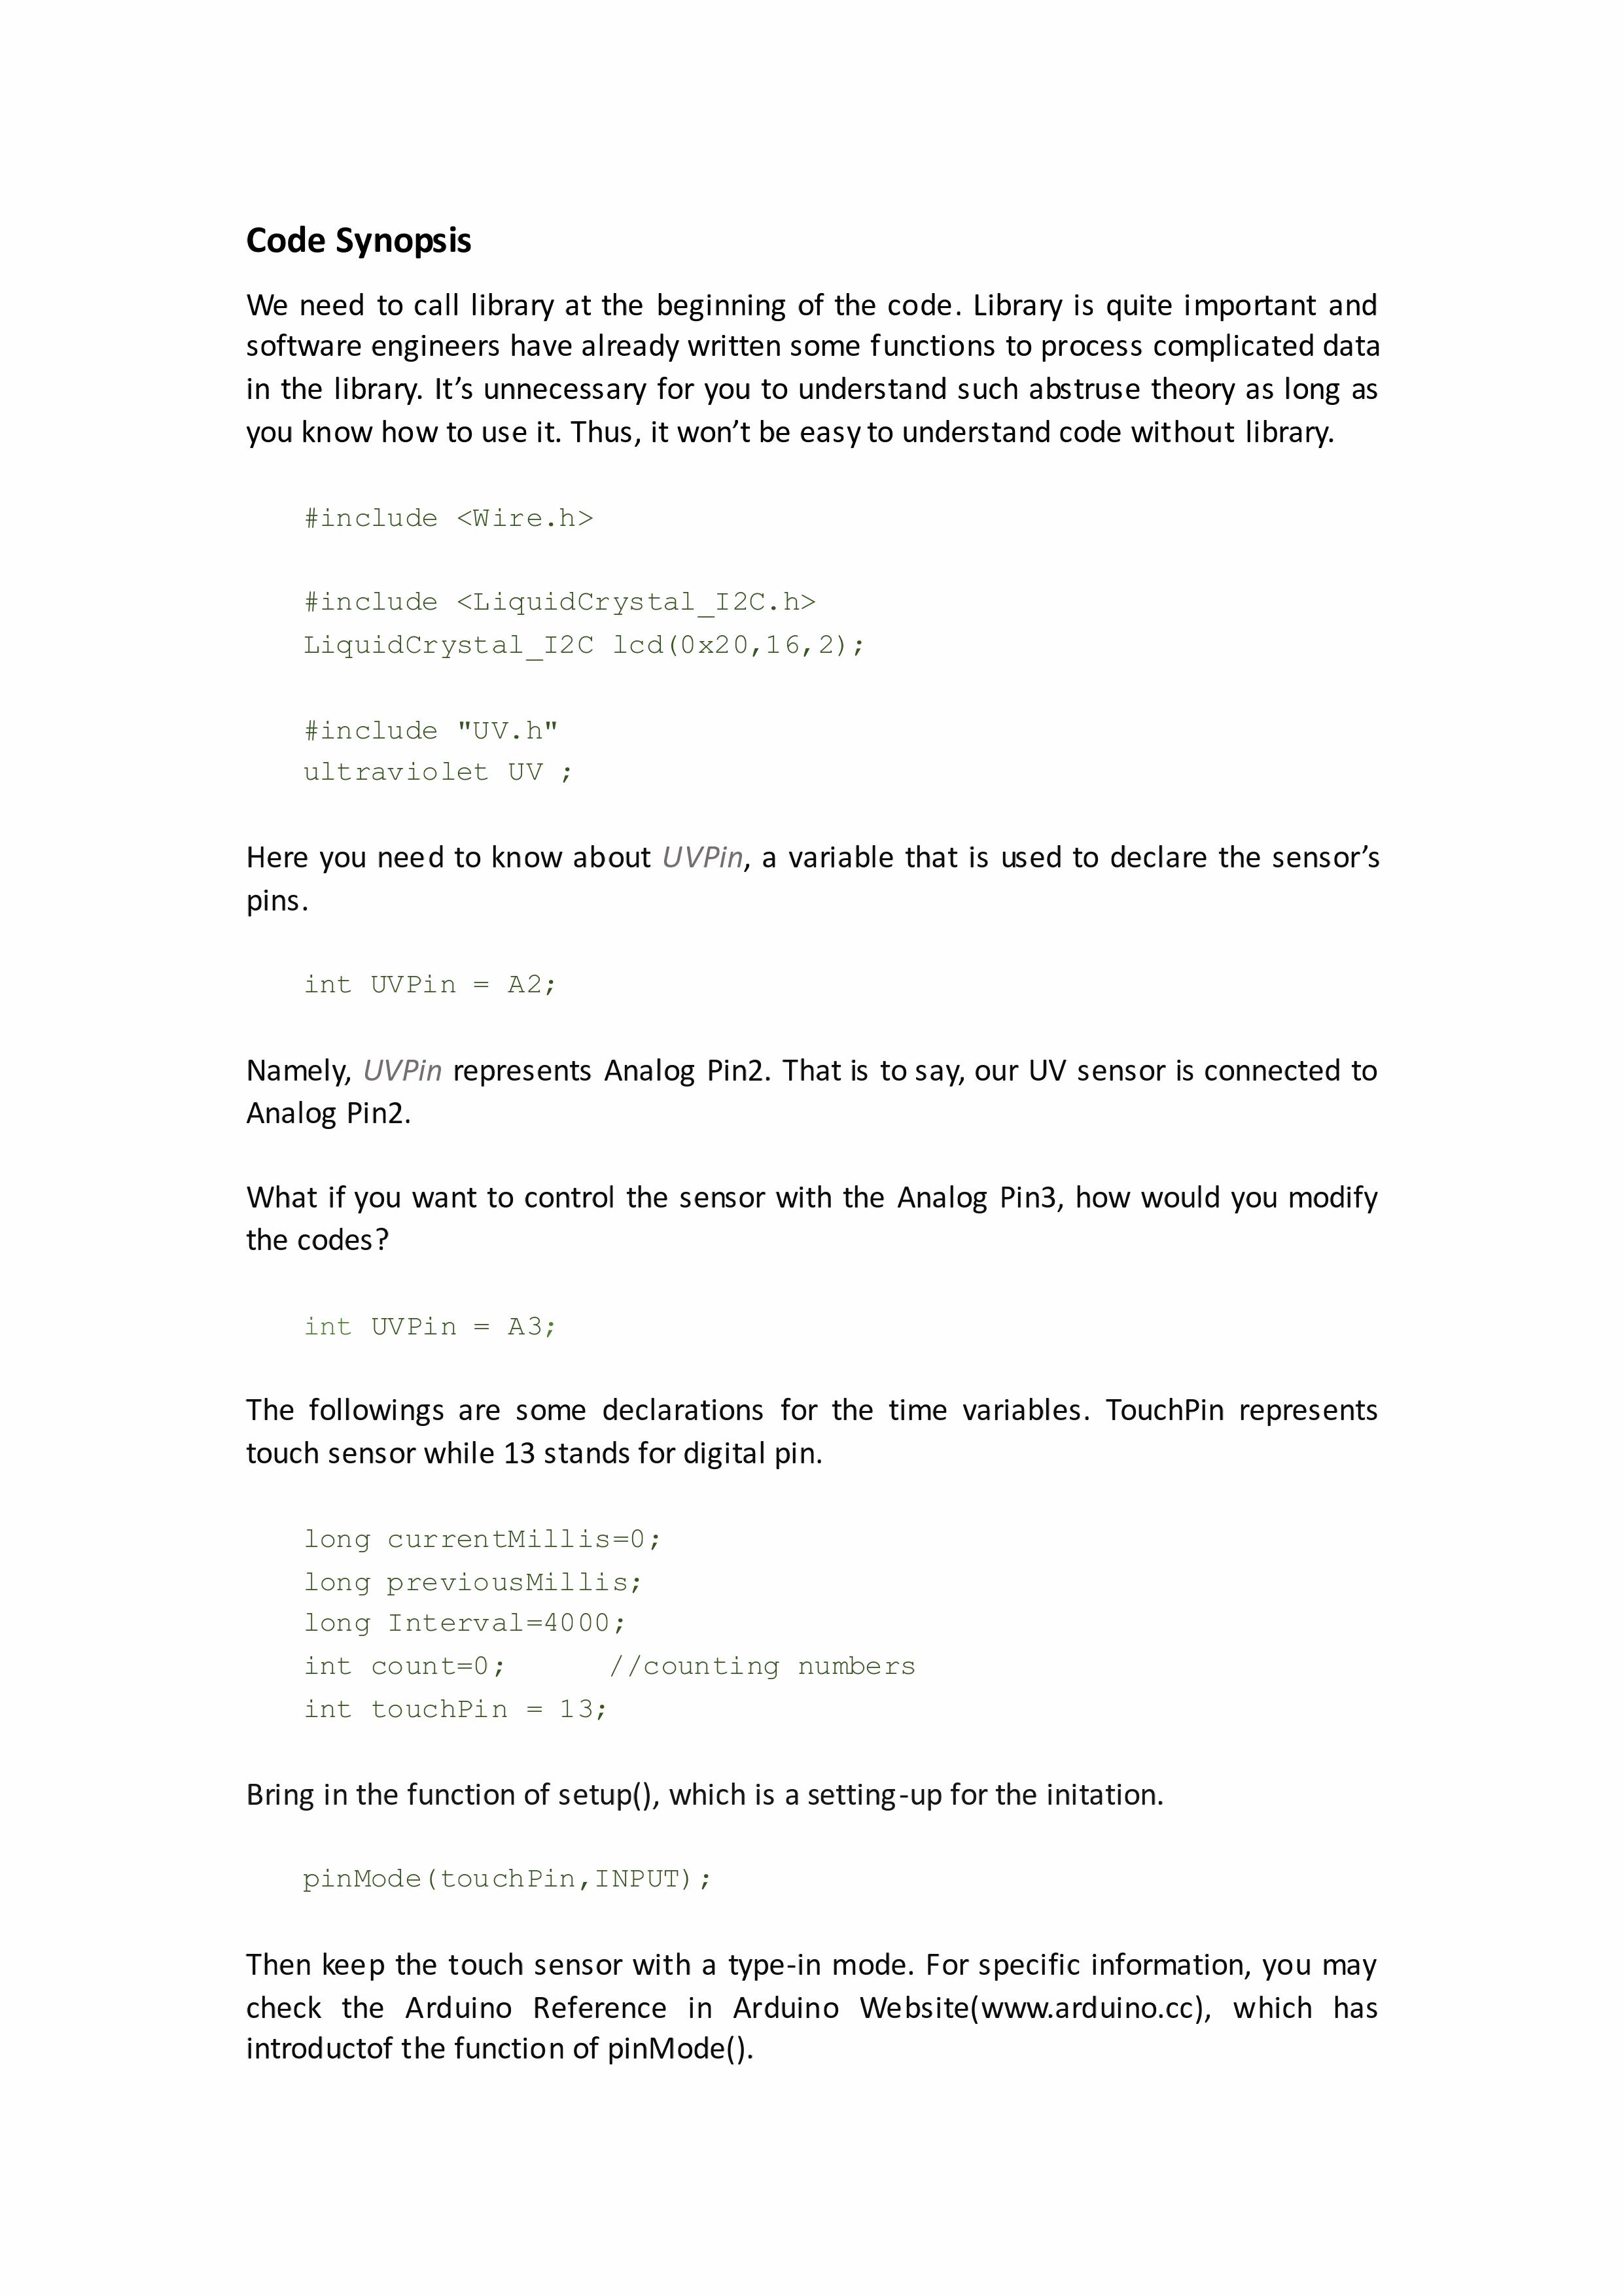 Code Synopsis
We need to call library at the beginning of the code. Library is quite important and
software engineers have already written some functions to process complicated data
in the library. It’s unnecessary for you to understand such abstruse theory as long as
you know how to use it. Thus, it won’t be easy to understand code without library.
#include <Wire.h>
#include <LiquidCrystal_I2C.h>
LiquidCrystal_I2C lcd(0x20,16,2);
#include "UV.h"
ultraviolet UV ;
Here you need to know about UVPin, a variable that is used to declare the sensor’s
pins.
int UVPin = A2;
Namely, UVPin represents Analog Pin2. That is to say, our UV sensor is connected to
Analog Pin2.
What if you want to control the sensor with the Analog Pin3, how would you modify
the codes?
int UVPin = A3;
The followings are some declarations for the time variables. TouchPin represents
touch sensor while 13 stands for digital pin.
long currentMillis=0;
long previousMillis;
long Interval=4000;
int count=0;      //counting numbers
int touchPin = 13;
Bring in the function of setup(), which is a setting-up for the initation.
pinMode(touchPin,INPUT);
Then keep the touch sensor with a type-in mode. For specific information, you may
check the Arduino Reference in Arduino Website(www.arduino.cc), which has
introductof the function of pinMode().